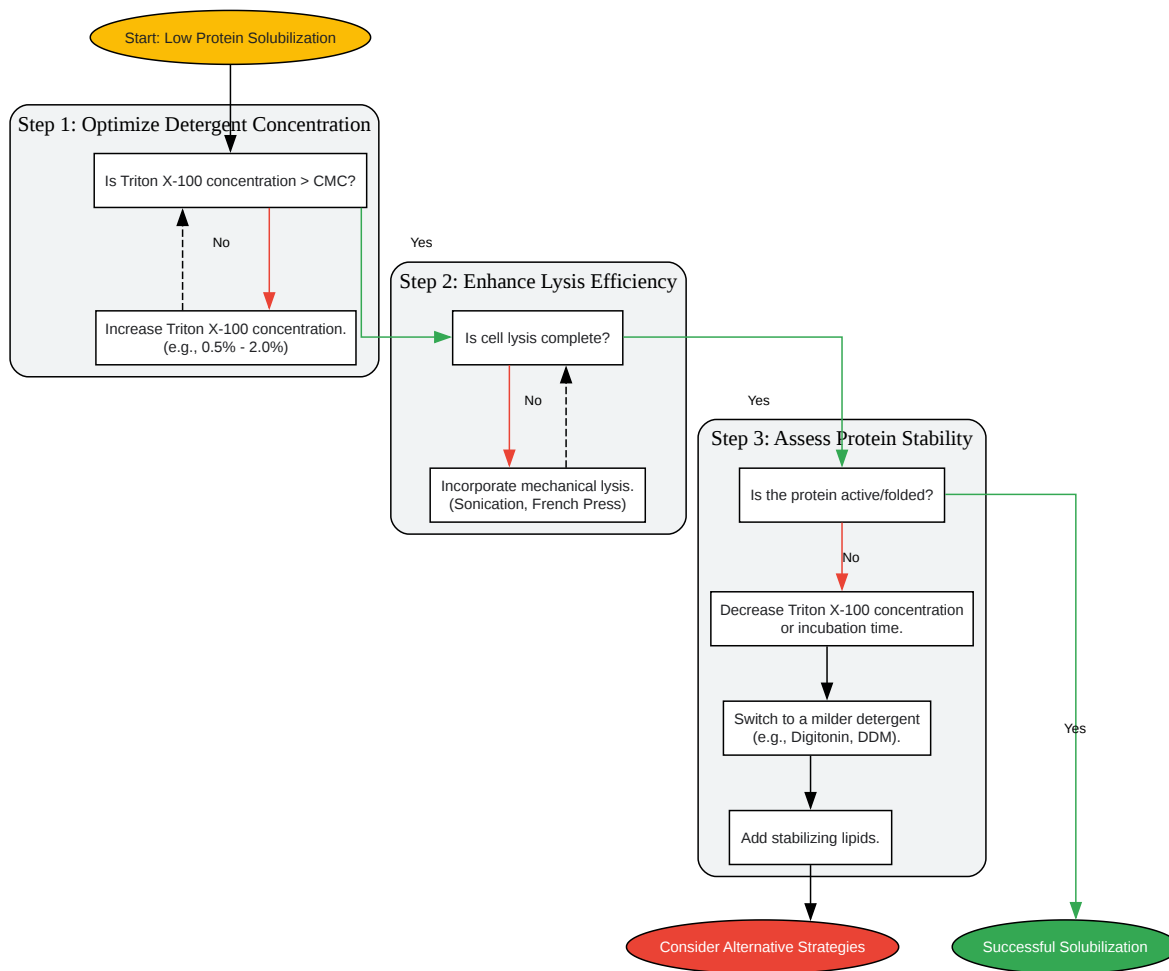 Start: Low Protein Solubilization
Step 1: Optimize Detergent Concentration
Is Triton X-100 concentration > CMC?
No
Increase Triton X-100 concentration.
(e.g., 0.5% - 2.0%)
Yes
Step 2: Enhance Lysis Efficiency
Is cell lysis complete?
No
Incorporate mechanical lysis.
(Sonication, French Press)
Yes
Step 3: Assess Protein Stability
Is the protein active/folded?
No
Decrease Triton X-100 concentration
or incubation time.
Switch to a milder detergent
(e.g., Digitonin, DDM).
Yes
Add stabilizing lipids.
Consider Alternative Strategies
Successful Solubilization